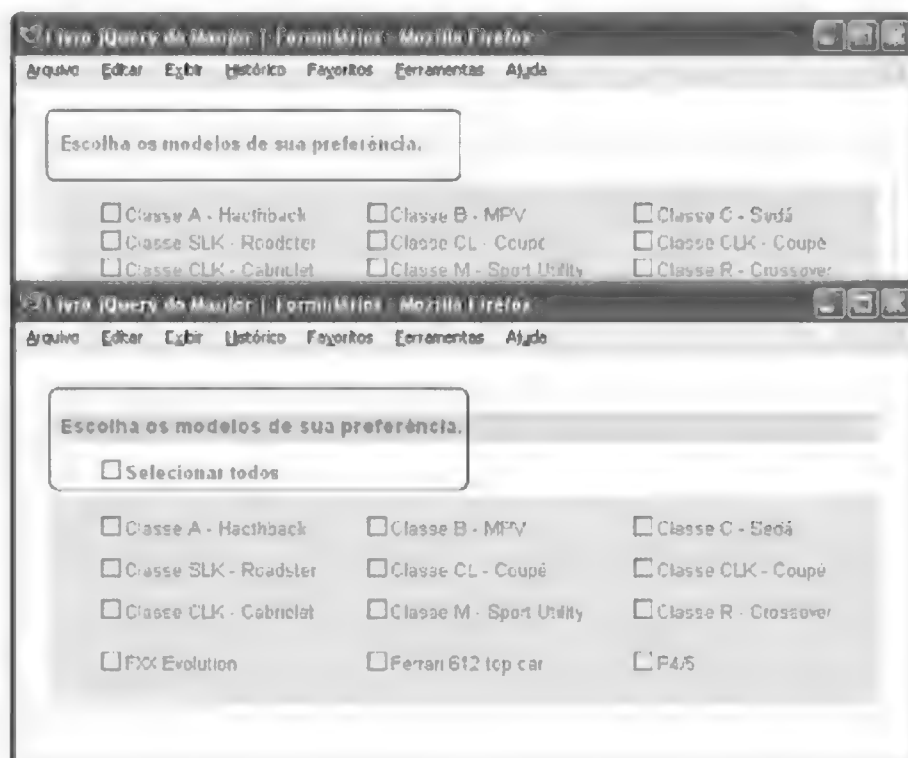 Livro jQuery do Maujor | Formulários - Mozilla Firefox
Arquivo Editar Exibir Histórico Favoritos Ferramentas Ajuda
Escolha os modelos de sua preferência.
Classe A - Hacthback Classe B - MPV Classe C - Sedã
Classe SLK - Roadster Classe CL - Coupé Classe CLK - Coupé
Classe CLK - Cabriolet Classe M - Sport Utility Classe R - Crossover
Livro jQuery do Maujor | Formulários - Mozilla Firefox
Arquivo Editar Exibir Histórico Favoritos Ferramentas Ajuda
Escolha os modelos de sua preferência.
Selecionar todos
Classe A - Hacthback Classe B - MPV Classe C - Sedã
Classe SLK - Roadster Classe CL - Coupé Classe CLK - Coupé
Classe CLK - Cabriolet Classe M - Sport Utility Classe R - Crossover
FXX Evolution Ferrari 612 top car P4/5